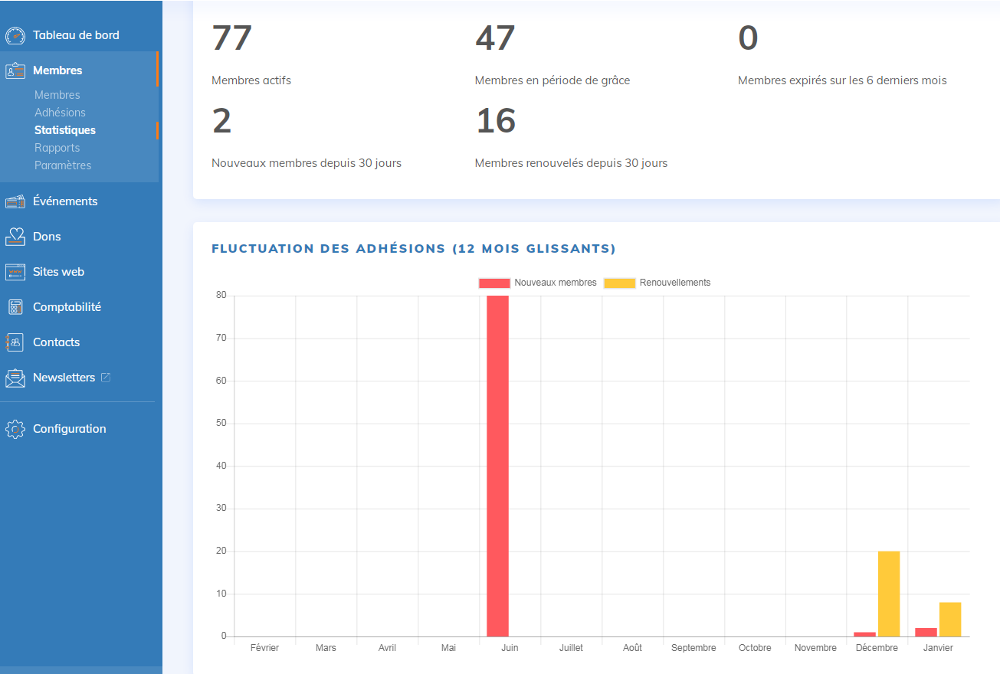 Tableau de bord
Membres
Membres
Adhésions
Statistiques
Rapports
Paramètres
Événements
Dons
Sites web
Comptabilité
Contacts
Newsletters
Configuration
77 47 0
Membres actifs Membres en période de grâce Membres expirés sur les 6 derniers mois
2 16
Nouveaux membres depuis 30 jours Membres renouvelés depuis 30 jours
FLUCTUATION DES ADHÉSIONS (12 MOIS GLISSANTS)
Nouveaux membres Renouvellements
80
70
60
50
40
30
20
10
0
Février Mars Avril Mai Juin Juillet Août Septembre Octobre Novembre Décembre Janvier